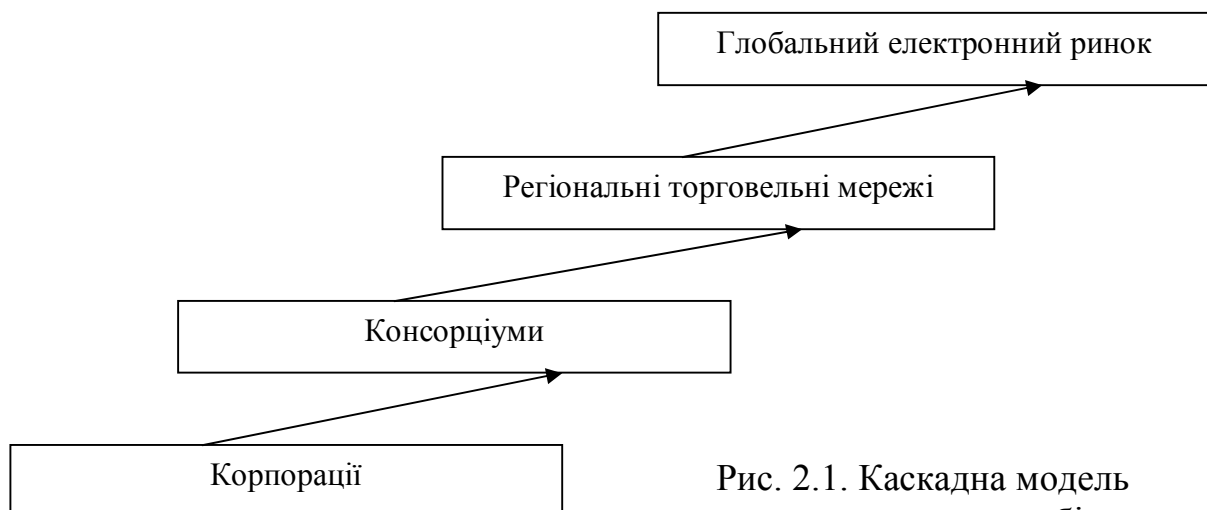 Глобальний електронний ринок
Регіональні торговельні мережі
Консорціуми
Корпорації
Рис. 2.1. Каскадна модель